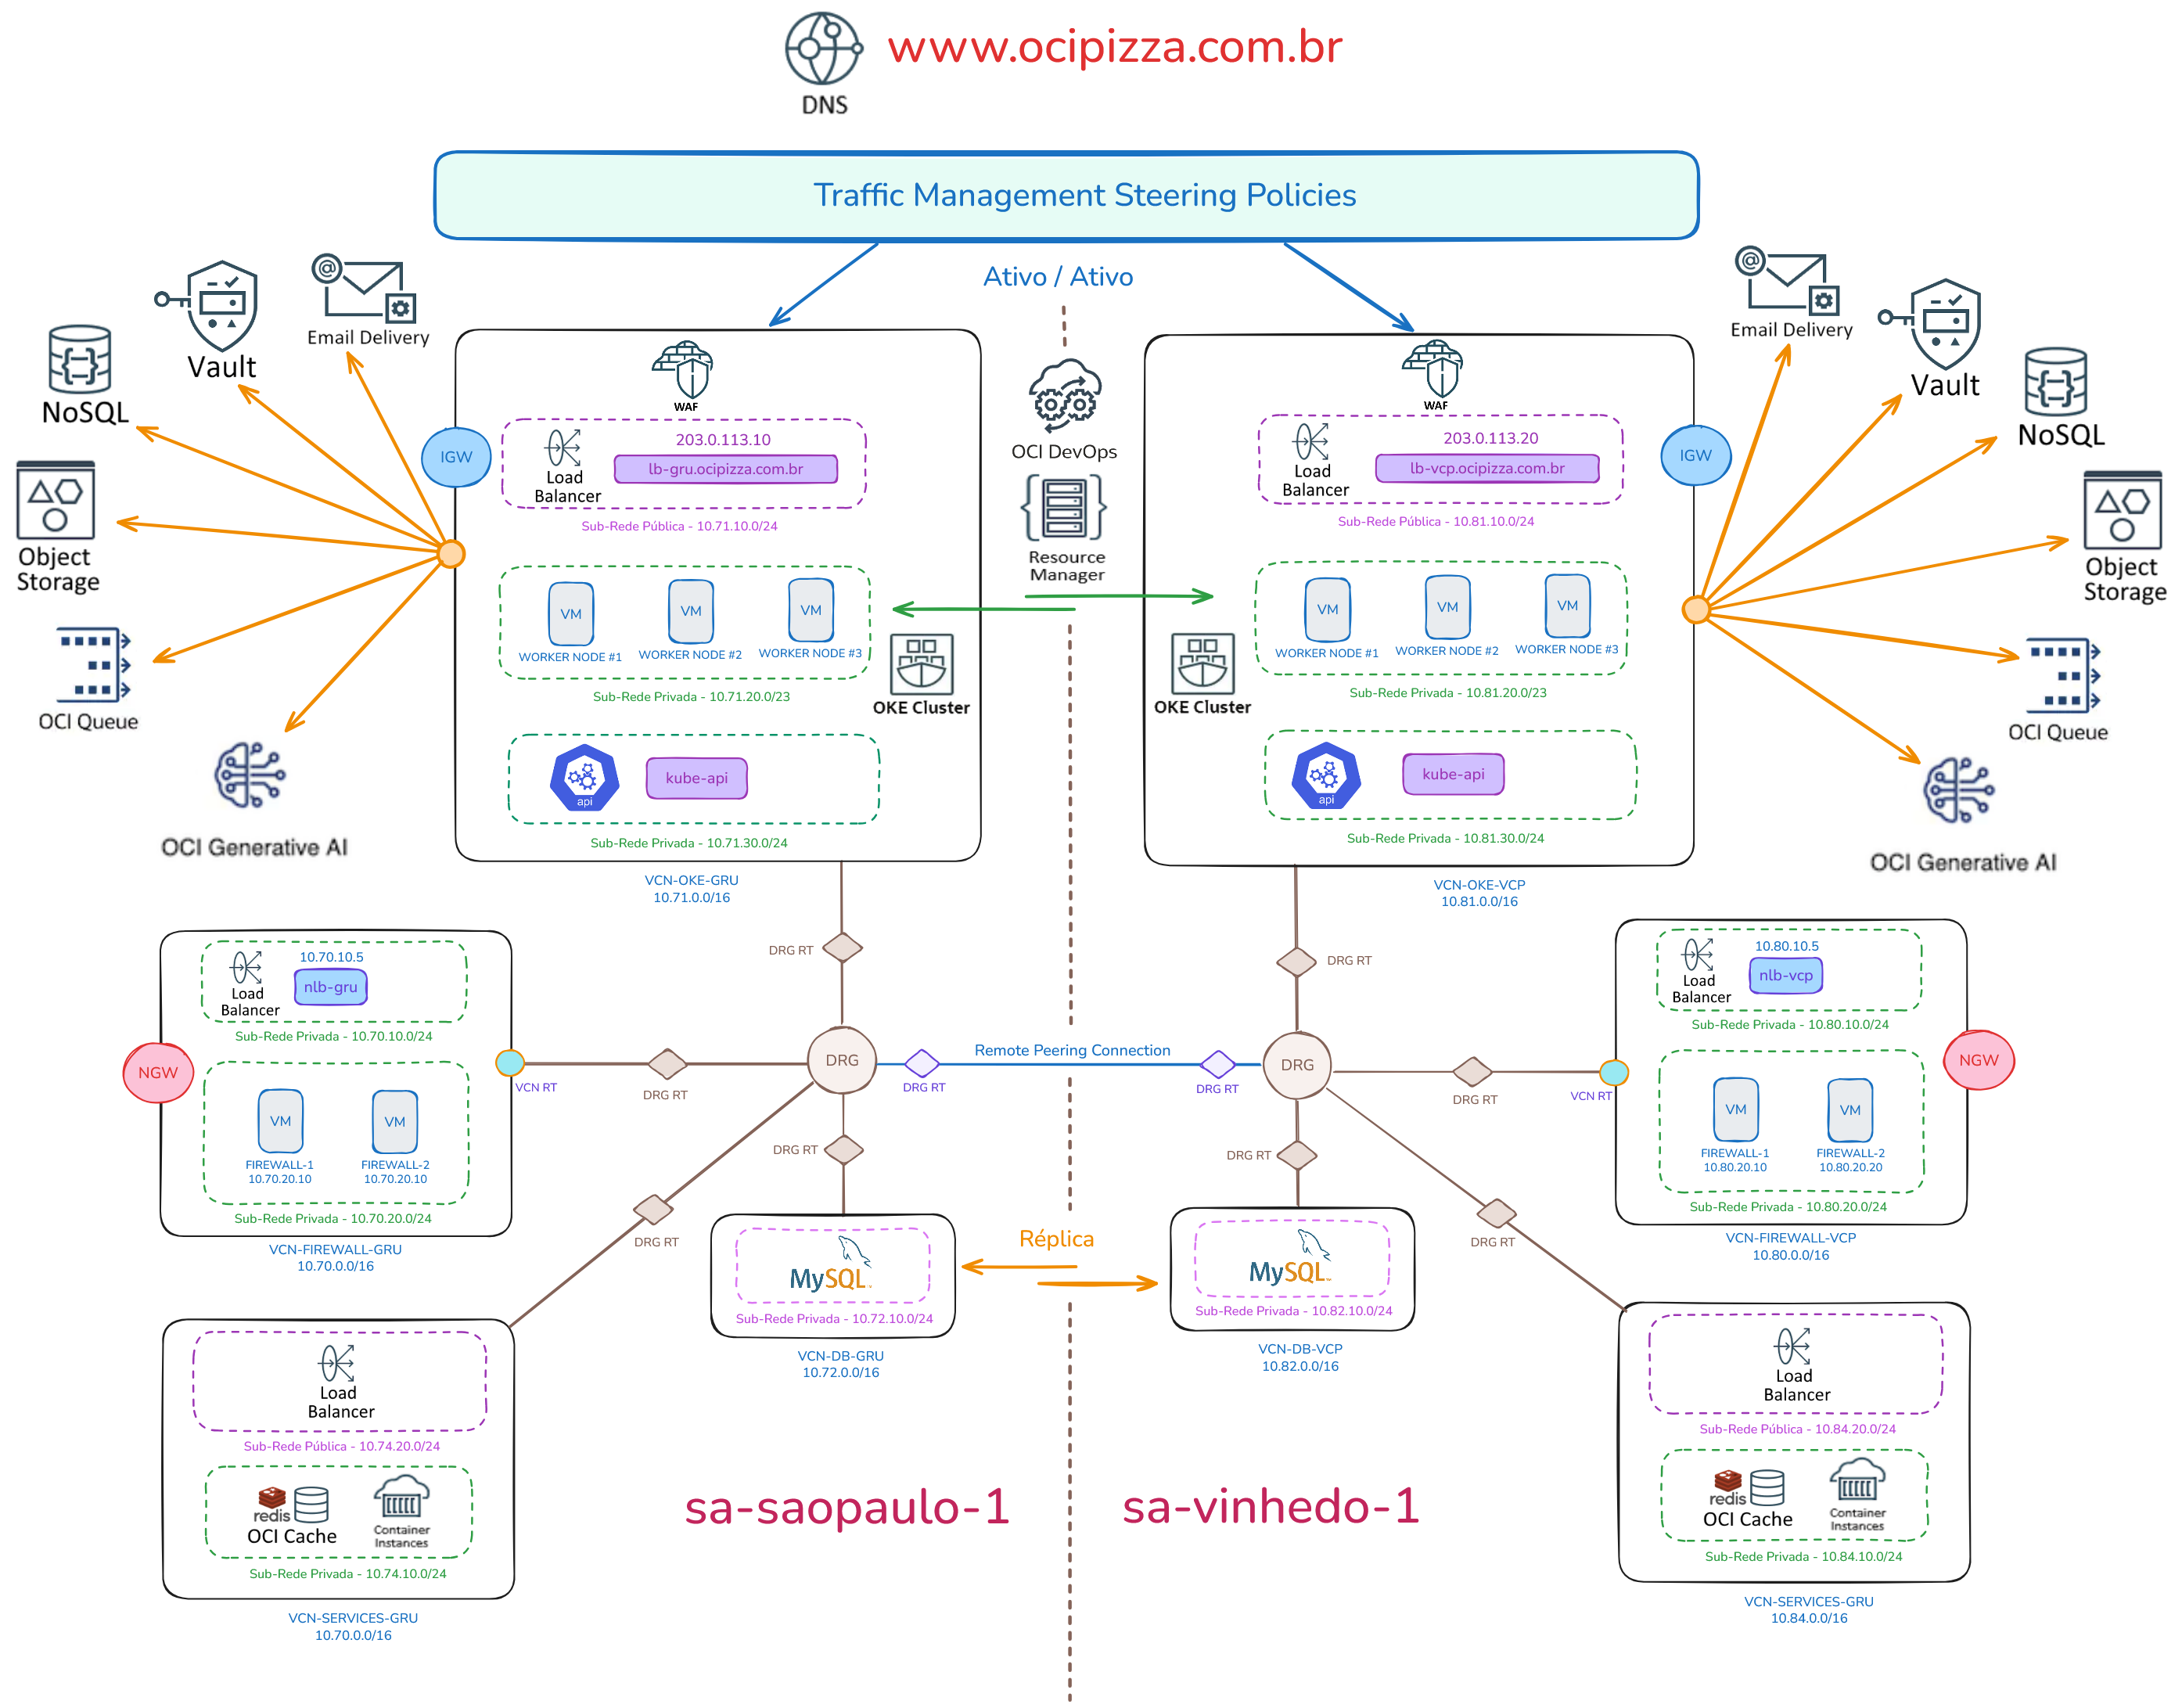 www.ocipizza.com.br
DNS
Traffic Management Steering Policies
Ativo / Ativo
Email Delivery
Vault
NoSQL
Object
Storage
OCI Queue
OCI Generative AI
IGW
WAF
Load
Balancer
203.0.113.10
lb-gru.ocipizza.com.br
Sub-Rede Pública - 10.71.10.0/24
VM
VM
VM
WORKER NODE #1
WORKER NODE #2
WORKER NODE #3
Sub-Rede Privada - 10.71.20.0/23
OKE Cluster
api
kube-api
Sub-Rede Privada - 10.71.30.0/24
VCN-OKE-GRU
10.71.0.0/16
OCI DevOps
Resource
Manager
WAF
Load
Balancer
203.0.113.20
lb-vcp.ocipizza.com.br
Sub-Rede Pública - 10.81.10.0/24
IGW
VM
VM
VM
WORKER NODE #1
WORKER NODE #2
WORKER NODE #3
Sub-Rede Privada - 10.81.20.0/23
OKE Cluster
api
kube-api
Sub-Rede Privada - 10.81.30.0/24
VCN-OKE-VCP
10.81.0.0/16
Email Delivery
Vault
NoSQL
Object
Storage
OCI Queue
OCI Generative AI
Load
Balancer
10.70.10.5
nlb-gru
Sub-Rede Privada - 10.70.10.0/24
NGW
VM
VM
FIREWALL-1
10.70.20.10
FIREWALL-2
10.70.20.10
Sub-Rede Privada - 10.70.20.0/24
VCN-FIREWALL-GRU
10.70.0.0/16
VCN RT
DRG RT
DRG RT
DRG
DRG RT
DRG RT
DRG RT
Remote Peering Connection
DRG RT
DRG RT
DRG
DRG RT
DRG RT
DRG RT
VCN RT
Load
Balancer
10.80.10.5
nlb-vcp
Sub-Rede Privada - 10.80.10.0/24
NGW
VM
VM
FIREWALL-1
10.80.20.10
FIREWALL-2
10.80.20.20
Sub-Rede Privada - 10.80.20.0/24
VCN-FIREWALL-VCP
10.80.0.0/16
MySQL
Sub-Rede Privada - 10.72.10.0/24
VCN-DB-GRU
10.72.0.0/16
Réplica
MySQL
Sub-Rede Privada - 10.82.10.0/24
VCN-DB-VCP
10.82.0.0/16
Load
Balancer
Sub-Rede Pública - 10.74.20.0/24
redis
OCI Cache
Container
Instances
Sub-Rede Privada - 10.74.10.0/24
VCN-SERVICES-GRU
10.70.0.0/16
sa-saopaulo-1
sa-vinhedo-1
Load
Balancer
Sub-Rede Pública - 10.84.20.0/24
redis
OCI Cache
Container
Instances
Sub-Rede Privada - 10.84.10.0/24
VCN-SERVICES-GRU
10.84.0.0/16